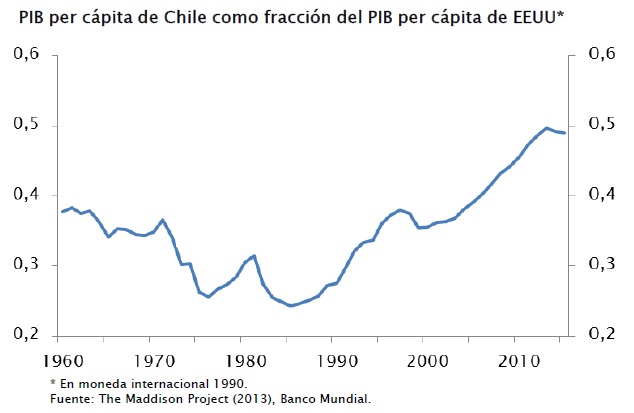 PIB per cápita de Chile como fracción del PIB per cápita de EEUU*
0,6 0,6
0,5 0,5
0,4 0,4
0,3 0,3
0,2 0,2
1960 1970 1980 1990 2000 2010
* En moneda internacional 1990.
Fuente: The Maddison Project (2013), Banco Mundial.